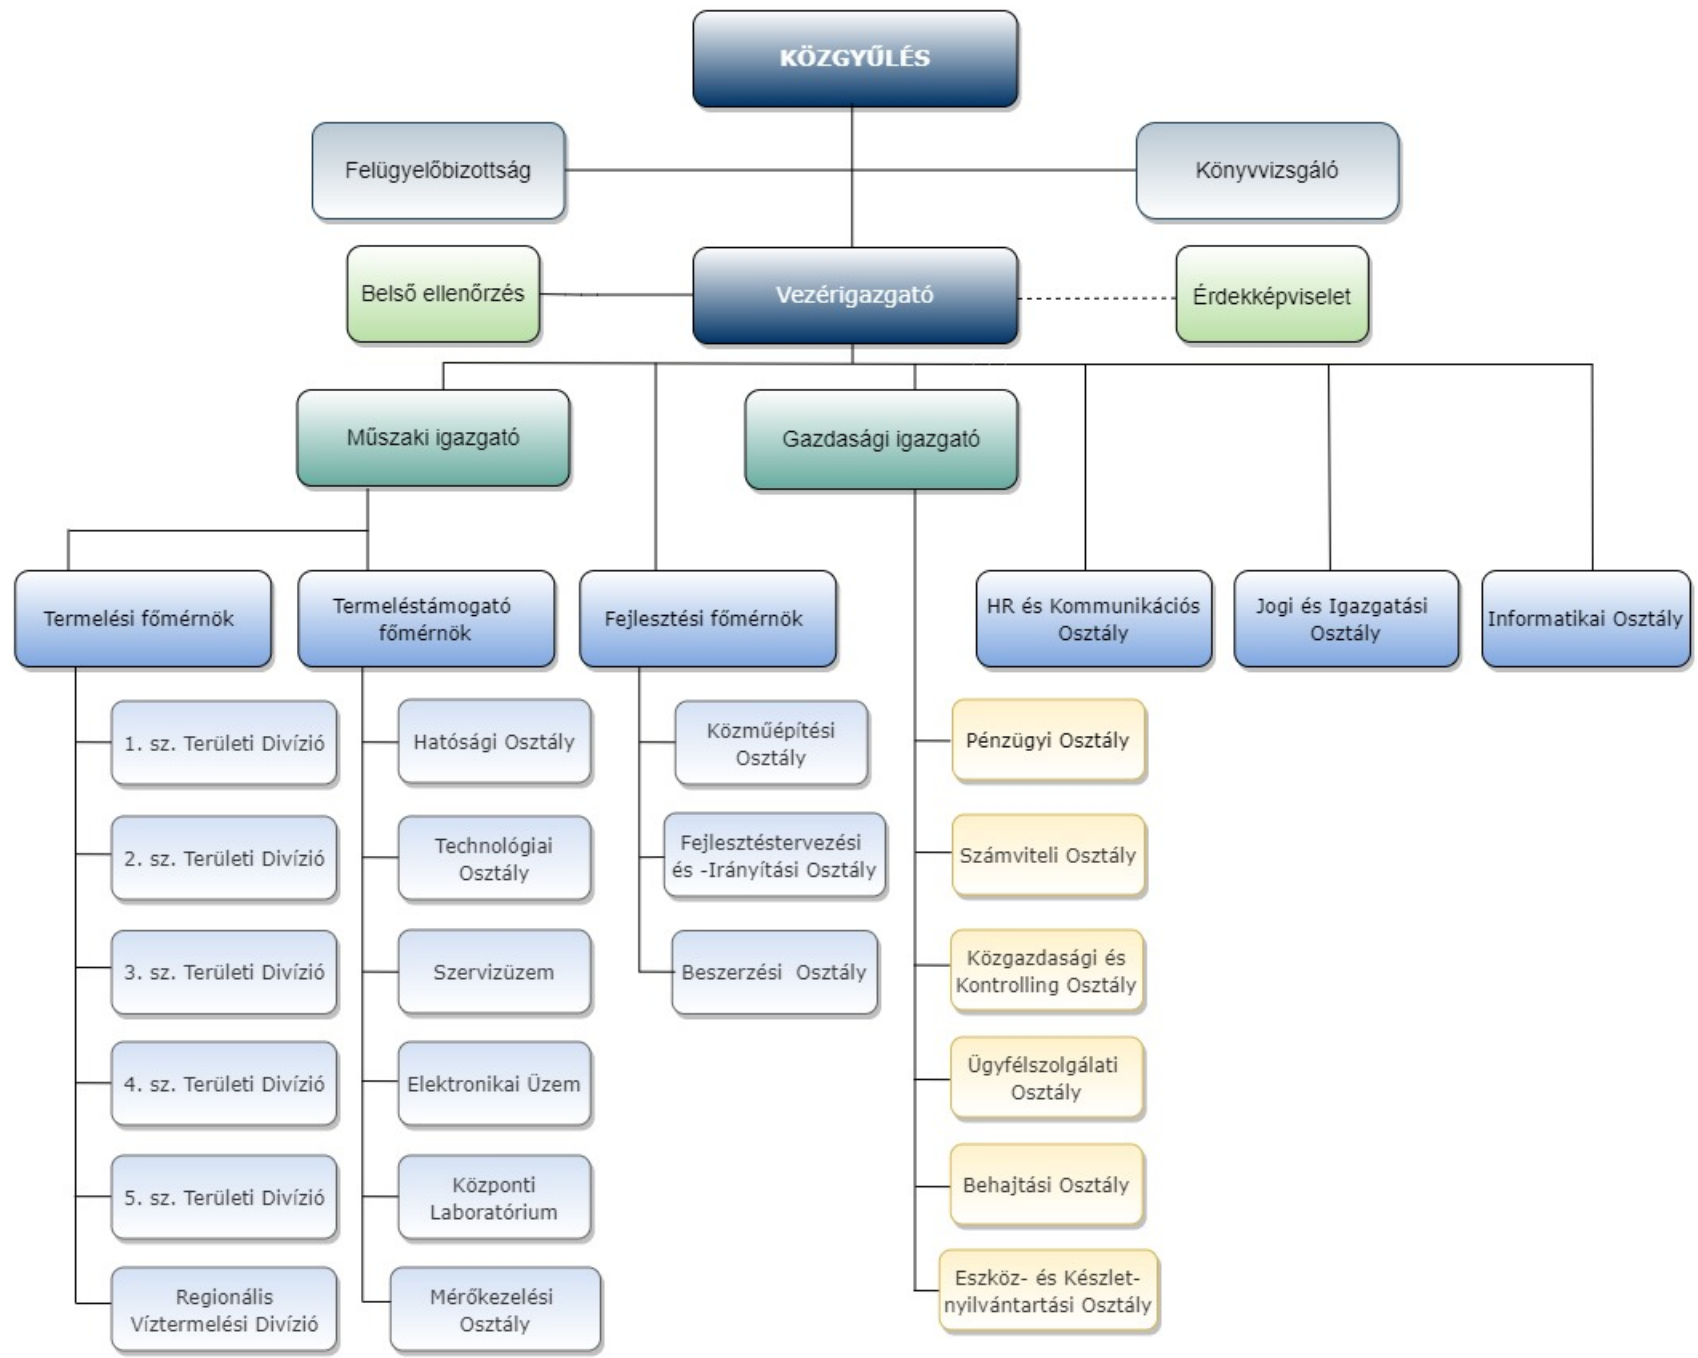 KÖZGYŰLÉS
Felügyelőbizottság
Könyvvizsgáló
Belső ellenőrzés
Vezérigazgató
Érdekképviselet
Műszaki igazgató
Gazdasági igazgató
Termelési főmérnök
Termeléstámogató
főmérnök
Fejlesztési főmérnök
HR és Kommunikációs
Osztály
Jogi és Igazgatási
Osztály
Informatikai Osztály
1. sz. Területi Divízió
2. sz. Területi Divízió
3. sz. Területi Divízió
4. sz. Területi Divízió
5. sz. Területi Divízió
Regionális
Víztermelési Divízió
Hatósági Osztály
Technológiai
Osztály
Szervizüzem
Elektronikai Üzem
Központi
Laboratórium
Mérőkezelési
Osztály
Közműépítési
Osztály
Fejlesztéstervezési
és -Irányítási Osztály
Beszerzési  Osztály
Pénzügyi Osztály
Számviteli Osztály
Közgazdasági és
Kontrolling Osztály
Ügyfélszolgálati
Osztály
Behajtási Osztály
Eszköz- és Készlet-
nyilvántartási Osztály